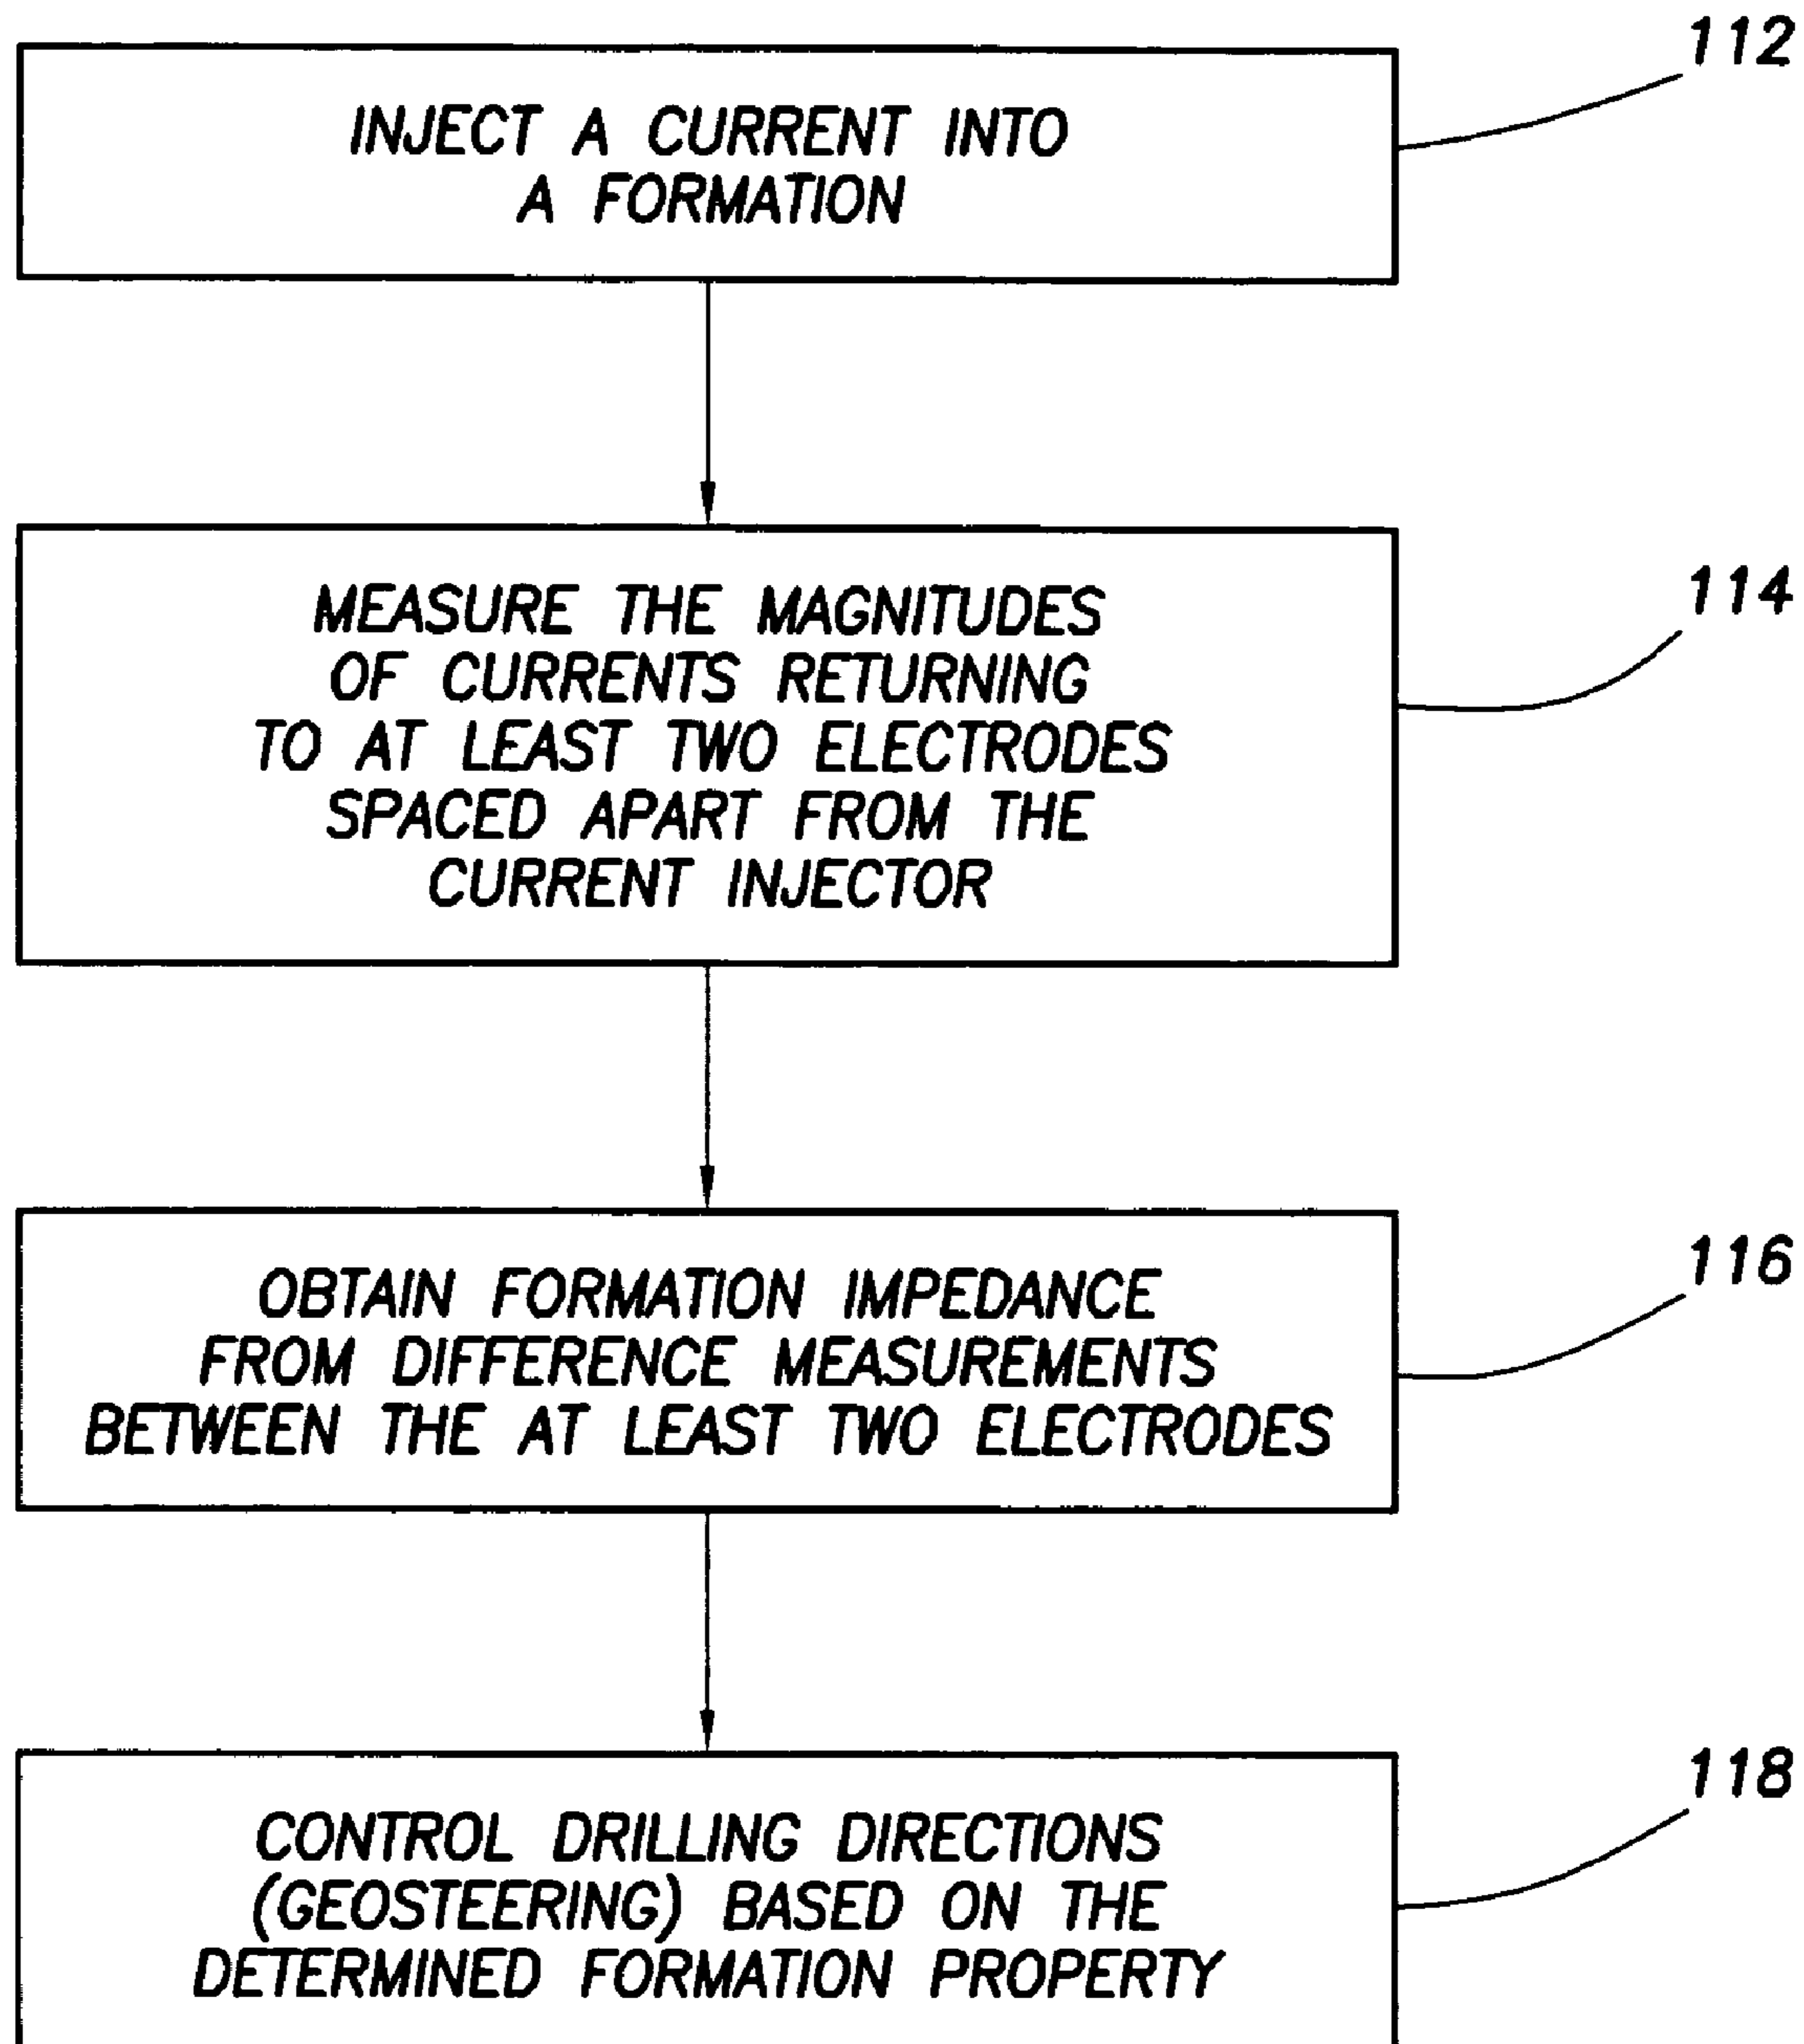 112
INJECT A CURRENT INTO
A FORMATION
114
MEASURE THE MAGNITUDES
OF CURRENTS RETURNING
TO AT LEAST TWO ELECTRODES
SPACED APART FROM THE
CURRENT INJECTOR
116
OBTAIN FORMATION IMPEDANCE
FROM DIFFERENCE MEASUREMENTS
BETWEEN THE AT LEAST TWO ELECTRODES
118
CONTROL DRILLING DIRECTIONS
(GEOSTEERING) BASED ON THE
DETERMINED FORMATION PROPERTY